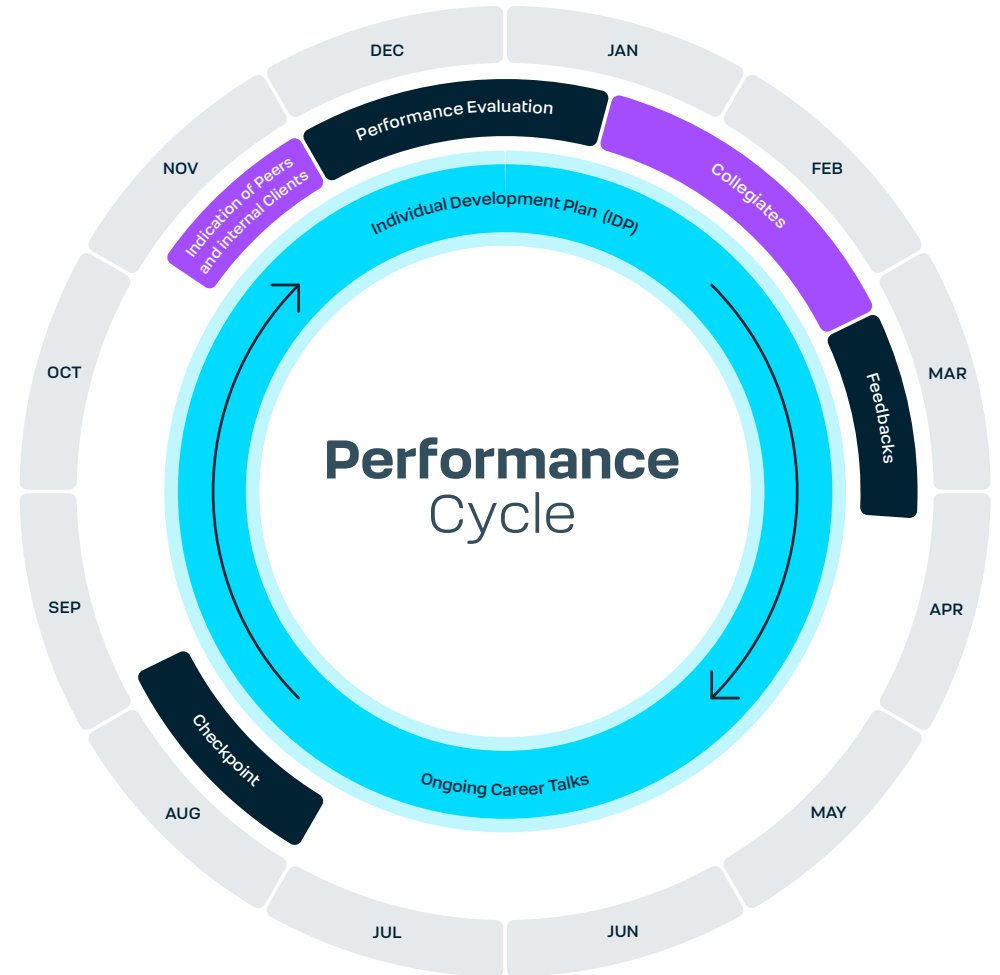 DEC
JAN
NOV
FEB
OCT
MAR
SEP
APR
AUG
MAY
JUL
JUN
Performance Evaluation
Collegiates
Indication of Peers
and internal Clients
Feedbacks
Checkpoint
Individual Development Plan (IDP)
Ongoing Career Talks
Performance
Cycle